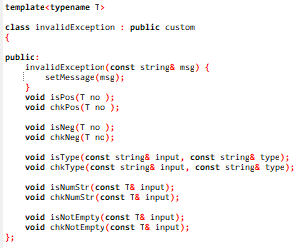 template<typename T>
class invalidException : public custom
{
public:
invalidException(const string& msg) {
setMessage(msg);
}
void isPos(T no );
void chkPos(T no );
void isNeg(T no );
void chkNeg(T no);
void isType(const string& input, const string& type);
void chkType(const string& input, const string& type);
void isNumStr(const T& input);
void chkNumStr(const T& input);
void isNotEmpty(const T& input);
void chkNotEmpty(const T& input);
};